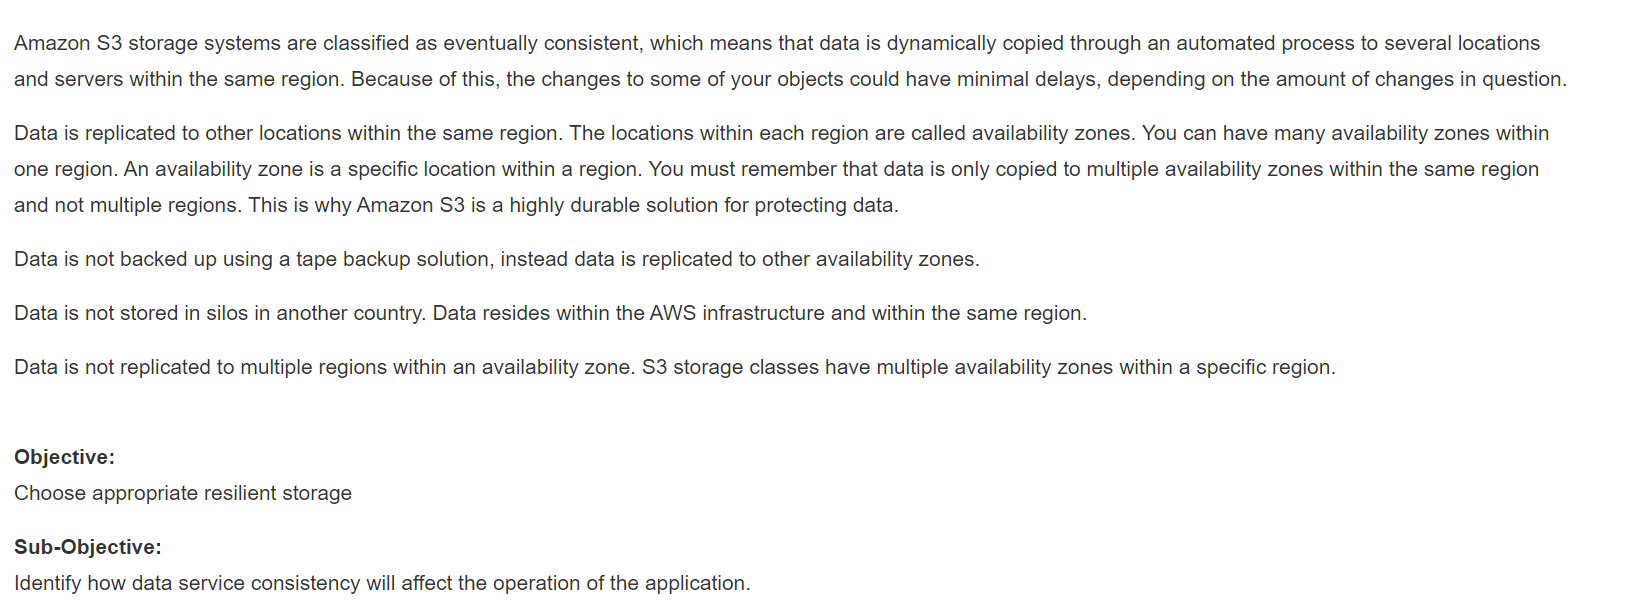 Amazon S3 storage systems are classified as eventually consistent, which means that data is dynamically copied through an automated process to several locations
and servers within the same region. Because of this, the changes to some of your objects could have minimal delays, depending on the amount of changes in question.
Data is replicated to other locations within the same region. The locations within each region are called availability zones. You can have many availability zones within
one region. An availability zone is a specific location within a region. You must remember that data is only copied to multiple availability zones within the same region
and not multiple regions. This is why Amazon S3 is a highly durable solution for protecting data.
Data is not backed up using a tape backup solution, instead data is replicated to other availability zones.
Data is not stored in silos in another country. Data resides within the AWS infrastructure and within the same region.
Data is not replicated to multiple regions within an availability zone. S3 storage classes have multiple availability zones within a specific region.
Objective:
Choose appropriate resilient storage
Sub-Objective:
Identify how data service consistency will affect the operation of the application.